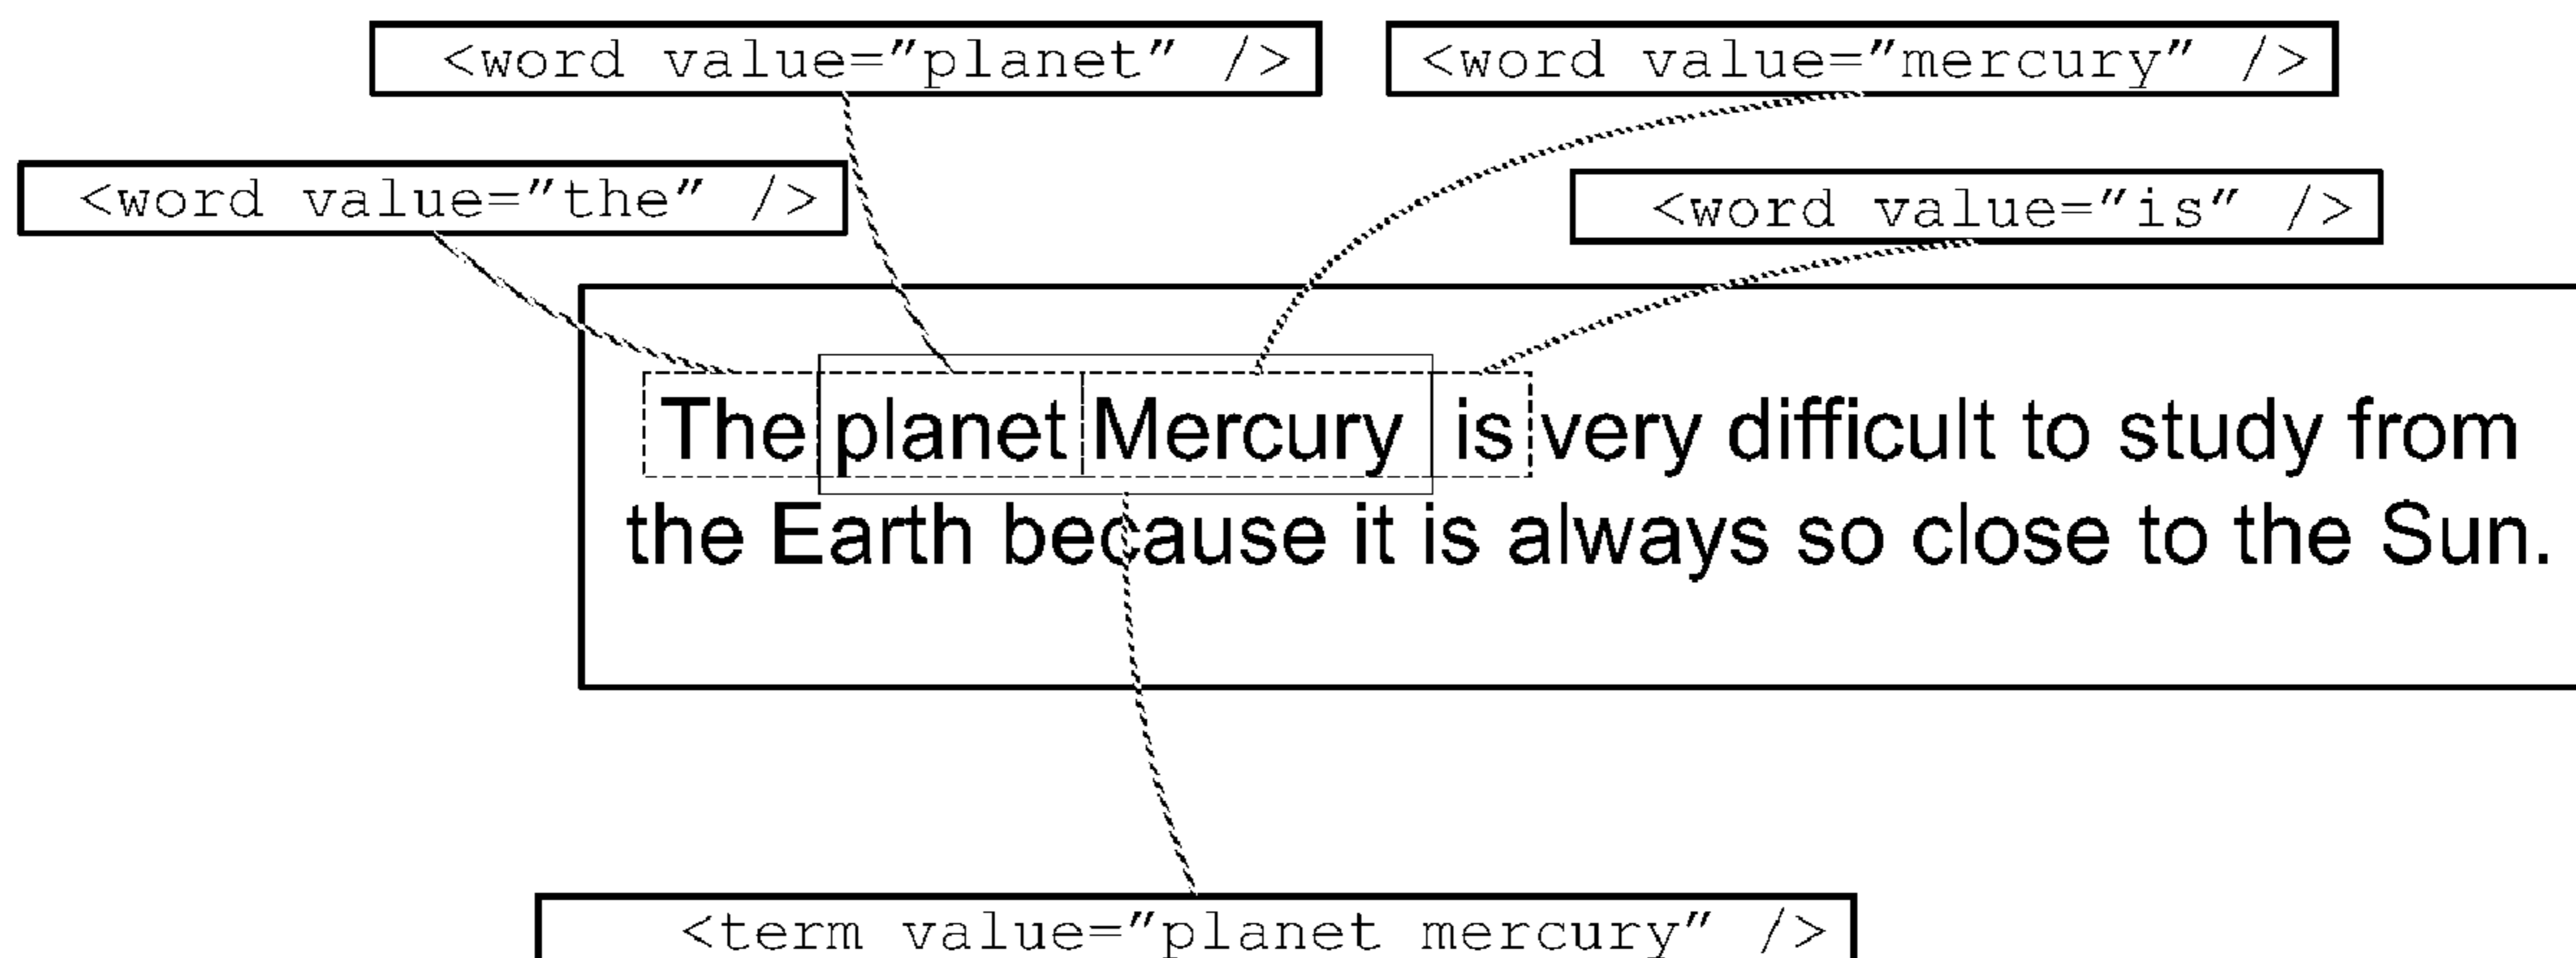 <word value="planet" />
<word value="mercury" />
<word value="the" />
<word value="is" />
The planet Mercury is very difficult to study from
the Earth because it is always so close to the Sun.
<term value="planet mercury" />